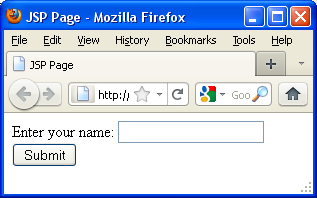 JSP Page - Mozilla Firefox
File Edit View History Bookmarks Tools Help
JSP Page
http:/ Goo
Enter your name:
Submit